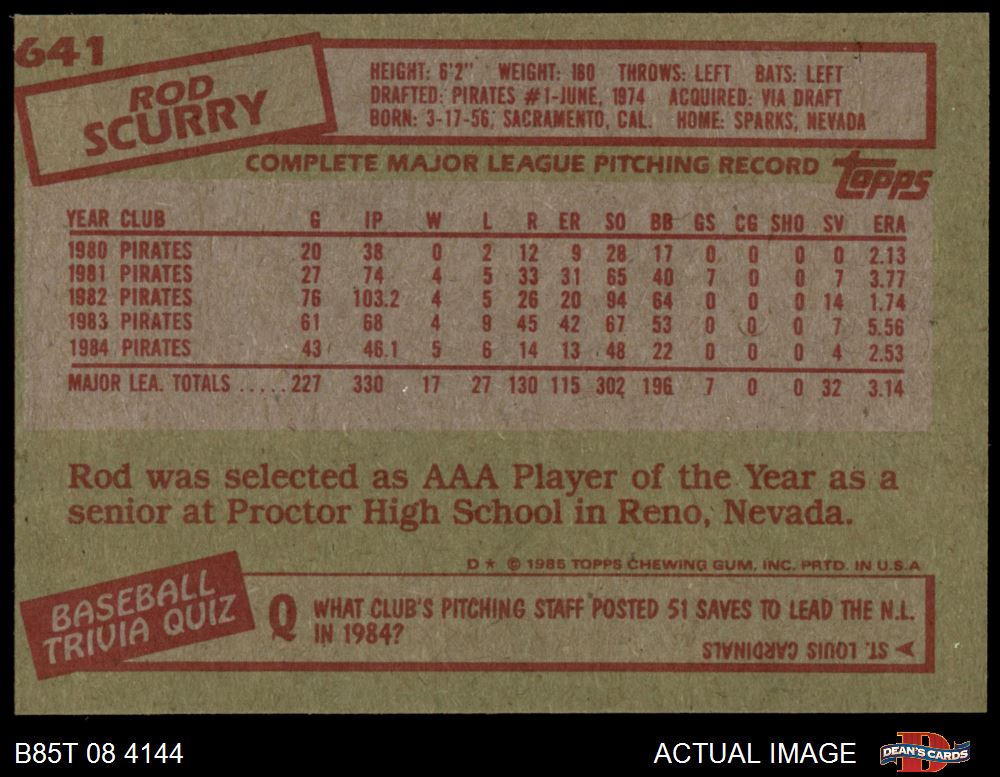 641
ROD
SCURRY
HEIGHT: 6'2" WEIGHT: 180 THROWS: LEFT BATS: LEFT
DRAFTED: PIRATES #1-JUNE, 1974 ACQUIRED: VIA DRAFT
BORN: 3-17-56, SACRAMENTO, CAL. HOME: SPARKS, NEVADA
COMPLETE MAJOR LEAGUE PITCHING RECORD topps
YEAR CLUB G IP W L R ER SO BB GS CG SHO SV ERA
1980 PIRATES 20 38 0 2 12 9 28 17 0 0 0 0 2.13
1981 PIRATES 27 74 4 5 33 31 65 40 7 0 0 7 3.77
1982 PIRATES 76 103.2 4 5 26 20 94 64 0 0 0 14 1.74
1983 PIRATES 61 68 4 9 45 42 67 53 0 0 0 7 5.56
1984 PIRATES 43 46.1 5 6 14 13 48 22 0 0 0 4 2.53
MAJOR LEA. TOTALS ..... 227 330 17 27 130 115 302 196 7 0 0 32 3.14
Rod was selected as AAA Player of the Year as a
senior at Proctor High School in Reno, Nevada.
D* © 1985 TOPPS CHEWING GUM, INC. PRTD. IN U.S.A
BASEBALL
TRIVIA QUIZ
Q WHAT CLUB'S PITCHING STAFF POSTED 51 SAVES TO LEAD THE N.L.
IN 1984?
A ST. LOUIS CARDINALS
B85T 08 4144
ACTUAL IMAGE
D
DEAN'S CARDS